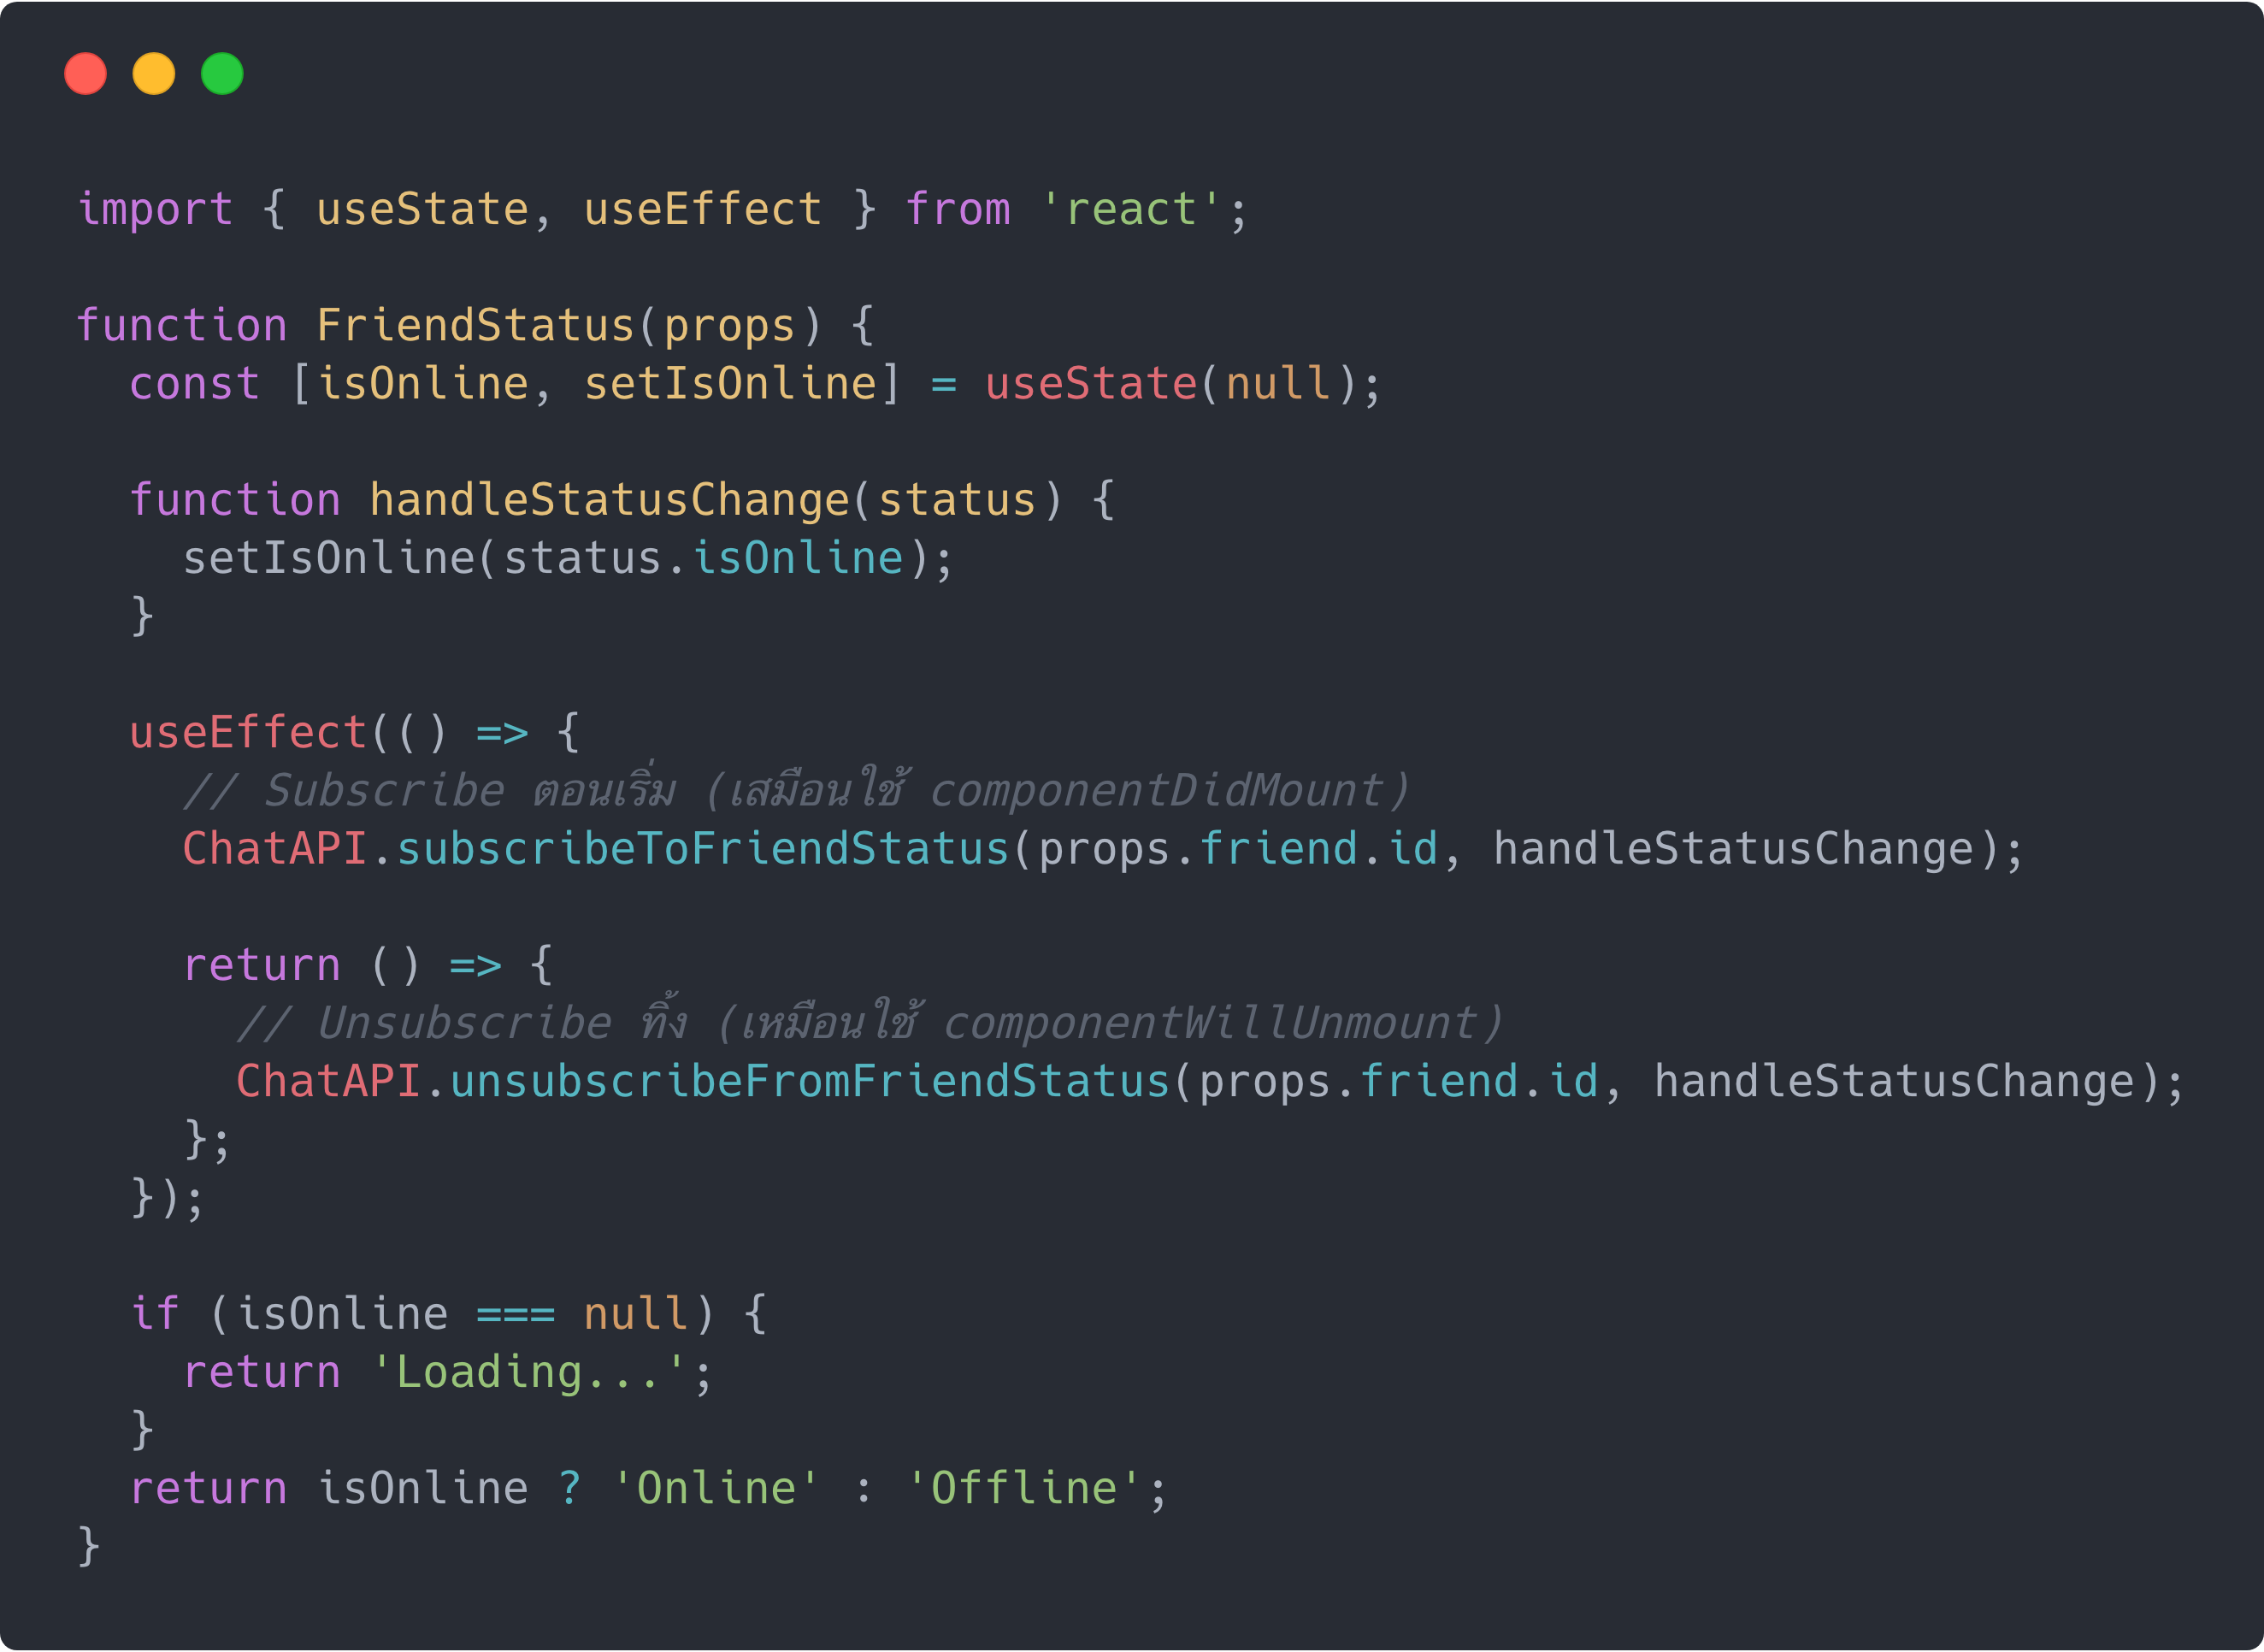 import { useState, useEffect } from 'react';
function FriendStatus(props) {
const [isOnline, setIsOnline] = useState(null);
function handleStatusChange(status) {
setIsOnline(status.isOnline);
}
useEffect(() => {
// Subscribe ตอนเริ่ม (เสมือนใช้ componentDidMount)
ChatAPI.subscribeToFriendStatus(props.friend.id, handleStatusChange);
return () => {
// Unsubscribe ทิ้ง (เหมือนใช้ componentWillUnmount)
ChatAPI.unsubscribeFromFriendStatus(props.friend.id, handleStatusChange);
};
});
if (isOnline === null) {
return 'Loading...';
}
return isOnline ? 'Online' : 'Offline';
}